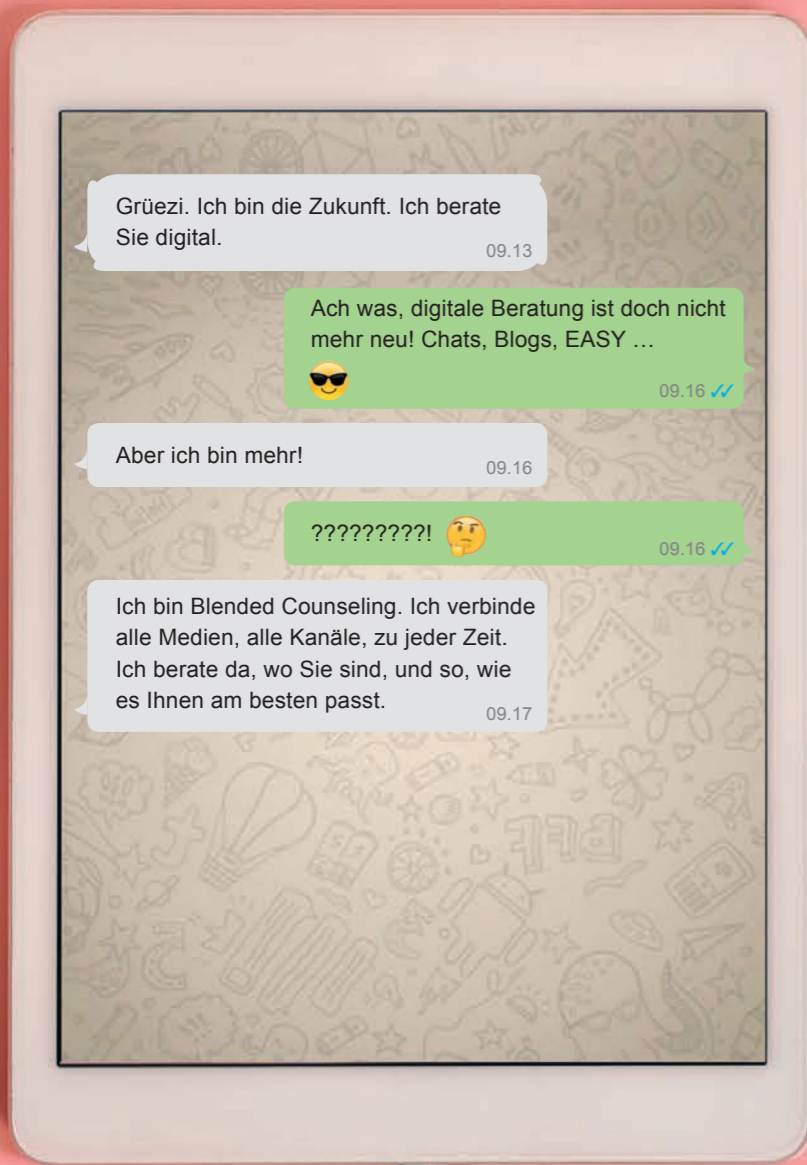 Grüezi. Ich bin die Zukunft. Ich berate
Sie digital.
09.13
Ach was, digitale Beratung ist doch nicht
mehr neu! Chats, Blogs, EASY …
😎
09.16 ✓✓
Aber ich bin mehr!
09.16
?????????! 🤔
09.16 ✓✓
Ich bin Blended Counseling. Ich verbinde
alle Medien, alle Kanäle, zu jeder Zeit.
Ich berate da, wo Sie sind, und so, wie
es Ihnen am besten passt.
09.17
BFF